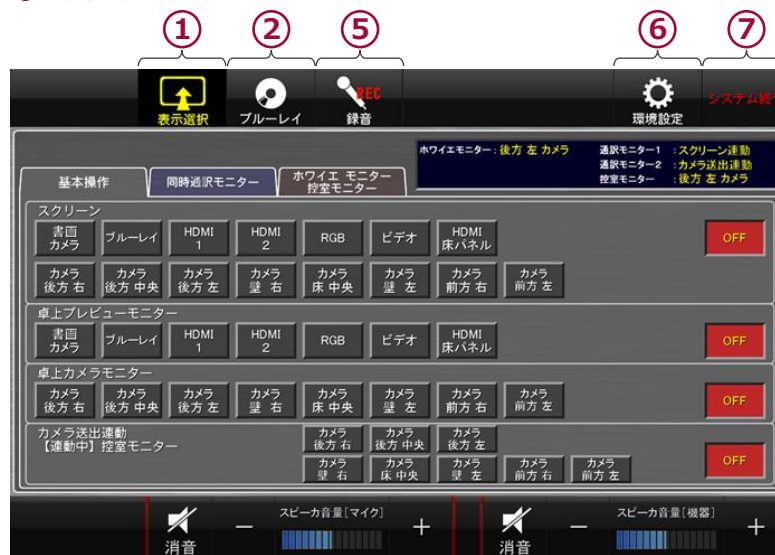 ① ② ⑤ ⑥ ⑦
表示選択 ブルーレイ REC 録音 環境設定 システム終
ホワイエモニター：後方 左 カメラ 通訳モニター1 ：スクリーン連動
通訳モニター2 ：カメラ送出連動
控室モニター ：後方 左 カメラ
基本操作 同時通訳モニター ホワイエ モニター
控室モニター
スクリーン
書画
カメラ
ブルーレイ
HDMI
1
HDMI
2
RGB
ビデオ
HDMI
床パネル
OFF
カメラ
後方 右
カメラ
後方 中央
カメラ
後方 左
カメラ
壁 右
カメラ
床 中央
カメラ
壁 左
カメラ
前方 右
カメラ
前方 左
卓上プレビューモニター
書画
カメラ
ブルーレイ
HDMI
1
HDMI
2
RGB
ビデオ
HDMI
床パネル
OFF
卓上カメラモニター
カメラ
後方 右
カメラ
後方 中央
カメラ
後方 左
カメラ
壁 右
カメラ
床 中央
カメラ
壁 左
カメラ
前方 右
カメラ
前方 左
OFF
カメラ送出連動
【連動中】控室モニター
カメラ
後方 右
カメラ
後方 中央
カメラ
後方 左
カメラ
壁 右
カメラ
床 中央
カメラ
壁 左
カメラ
前方 右
カメラ
前方 左
OFF
消音
スピーカ音量[マイク]
－ ＋
消音
スピーカ音量[機器]
－ ＋